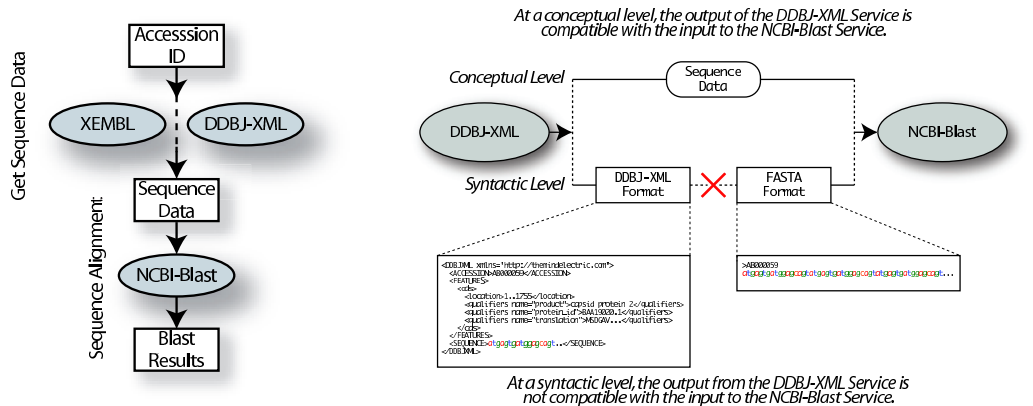 Get Sequence Data
Accesssion
ID
XEMBL
DDBJ-XML
Sequence
Data
Sequence Alignment
NCBI-Blast
Blast
Results
At a conceptual level, the output of the DDBJ-XML Service is
compatible with the input to the NCBI-Blast Service.
Conceptual Level
Sequence
Data
DDBJ-XML
NCBI-Blast
Syntactic Level
DDBJ-XML
Format
FASTA
Format
<DDBJXML xmlns="http://themindelectric.com">
<ACCESSION>AB000059</ACCESSION>
<FEATURES>
<cds>
<location>1..1755</location>
<qualifiers name="product">capsid protein 2</qualifiers>
<qualifiers name="protein_id">BAA19020.1</qualifiers>
<qualifiers name="translation">MSDGAV...</qualifiers>
</cds>
</FEATURES>
<SEQUENCE>atgagtgatggagcagt...</SEQUENCE>
</DDBJXML>
>AB000059
atgagtgatggagcagtatgagtgatggagcagtatgagtgatggagcagt...
At a syntactic level, the output from the DDBJ-XML Service is
not compatible with the input to the NCBI-Blast Service.